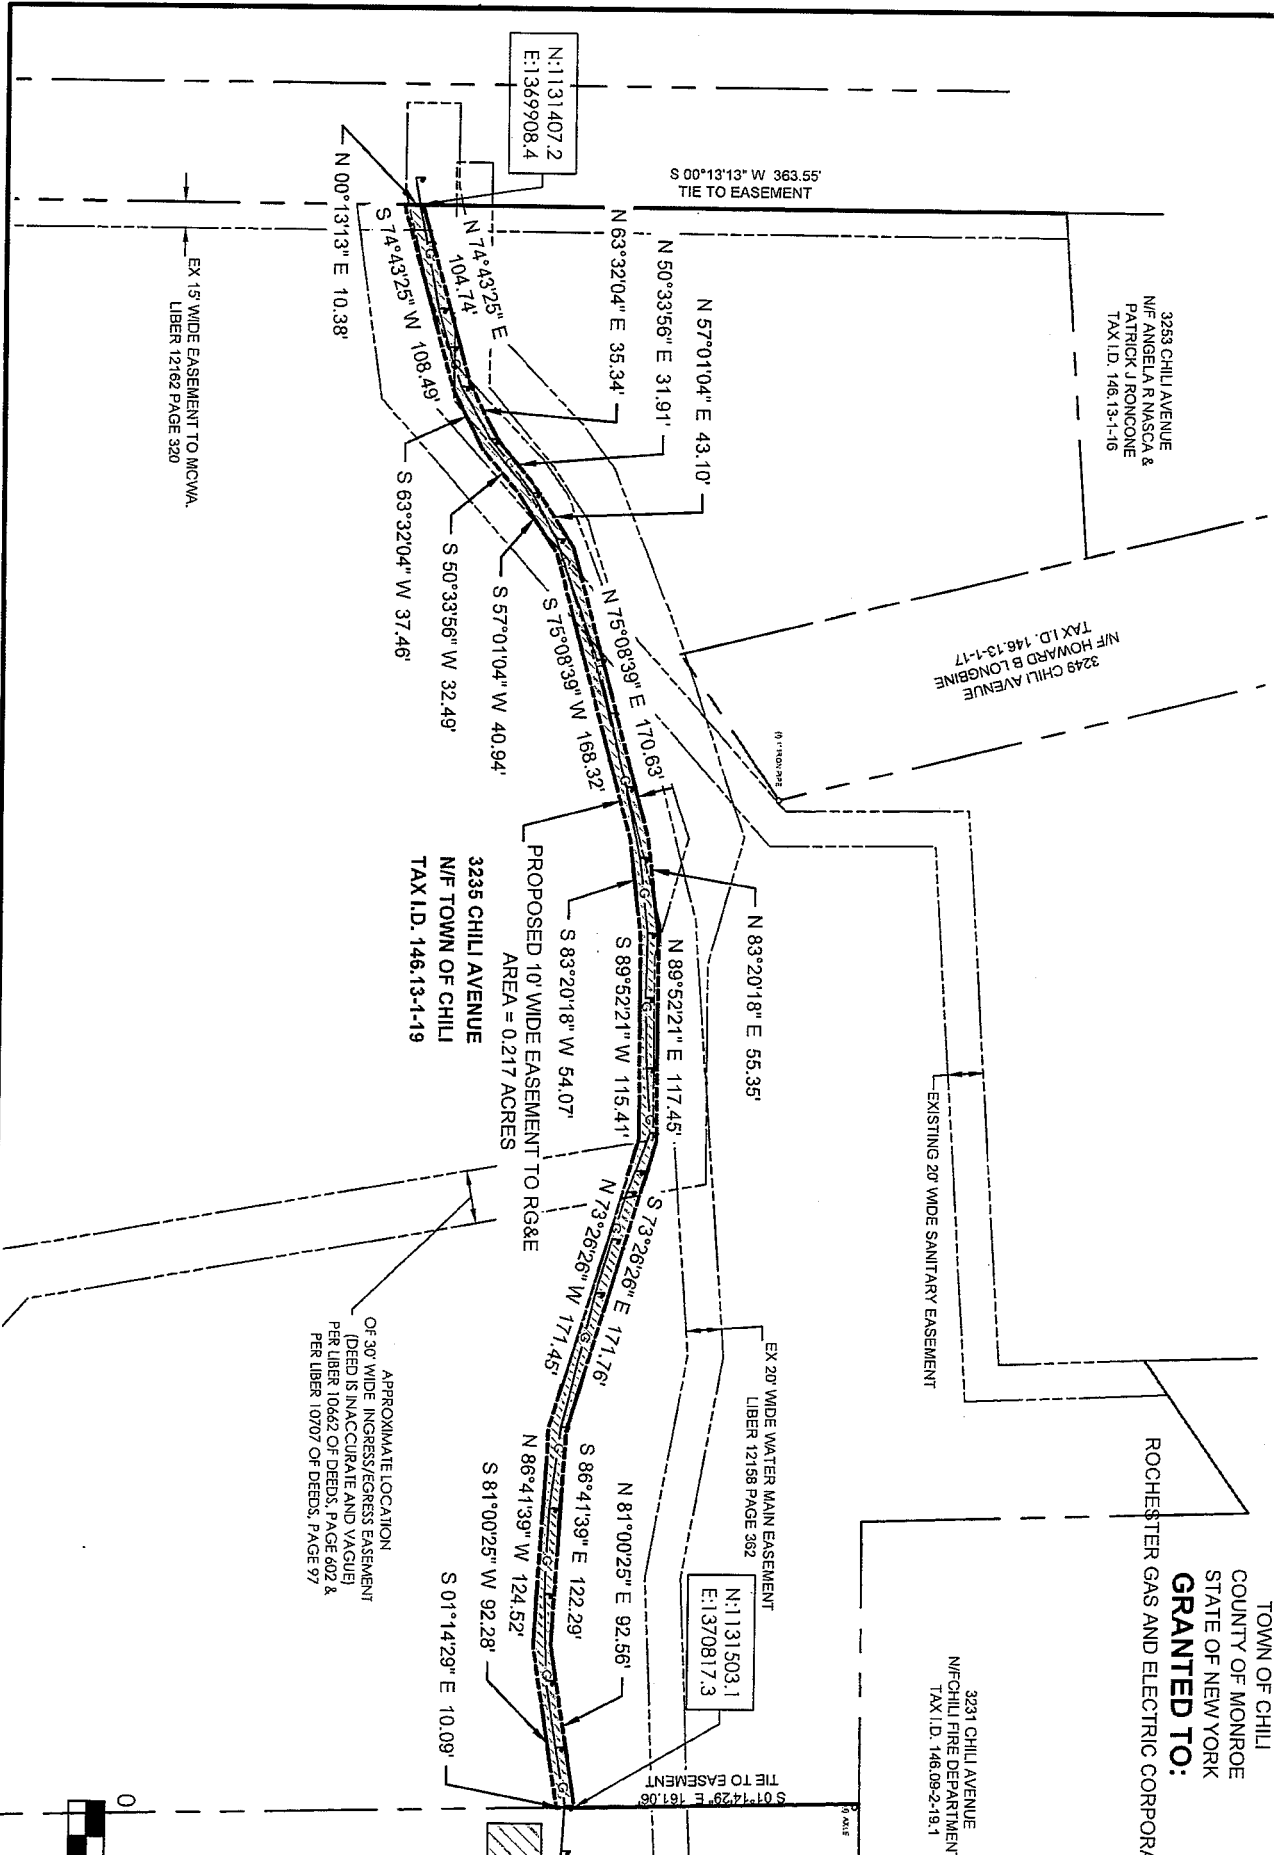 TOWN OF CHILI
COUNTY OF MONROE
STATE OF NEW YORK
GRANTED TO:
ROCHESTER GAS AND ELECTRIC CORPORA
3253 CHILI AVENUE
N/F ANGELA R NASCA &
PATRICK J RONCONE
TAX I.D. 146.13-1-16
3249 CHILI AVENUE
N/F HOWARD B LONGBINE
TAX I.D. 146.13-1-17
3231 CHILI AVENUE
N/F CHILI FIRE DEPARTMENT
TAX I.D. 146.09-2-19.1
S 00°13'13" W 363.55'
TIE TO EASEMENT
(f) 1" IRON PIPE
EXISTING 20' WIDE SANITARY EASEMENT
EX 20' WIDE WATER MAIN EASEMENT
LIBER 12158 PAGE 362
N:1131407.2
E:1369908.4
N:1131503.1
E:1370817.3
S 01°14'29" E 161.06'
TIE TO EASEMENT
(f) AXLE
N 74°43'25" E
104.74'
N 63°32'04" E 35.34'
N 50°33'56" E 31.91'
N 57°01'04" E 43.10'
N 75°08'39" E 170.63'
N 83°20'18" E 55.35'
N 89°52'21" E 117.45'
S 73°26'26" E 171.76'
S 86°41'39" E 122.29'
N 81°00'25" E 92.56'
S 01°14'29" E 10.09'
S 81°00'25" W 92.28'
N 86°41'39" W 124.52'
N 73°26'26" W 171.45'
S 89°52'21" W 115.41'
S 83°20'18" W 54.07'
S 75°08'39" W 168.32'
S 57°01'04" W 40.94'
S 50°33'56" W 32.49'
S 63°32'04" W 37.46'
S 74°43'25" W 108.49'
N 00°13'13" E 10.38'
PROPOSED 10' WIDE EASEMENT TO RG&E
AREA = 0.217 ACRES
3235 CHILI AVENUE
N/F TOWN OF CHILI
TAX I.D. 146.13-1-19
EX 15' WIDE EASEMENT TO MCWA.
LIBER 12162 PAGE 320
APPROXIMATE LOCATION
OF 30' WIDE INGRESS/EGRESS EASEMENT
(DEED IS INACCURATE AND VAGUE)
PER LIBER 10662 OF DEEDS, PAGE 602 &
PER LIBER 10707 OF DEEDS, PAGE 97
G
G
G
G
G
G
G
G
G
G
G
G
G
0